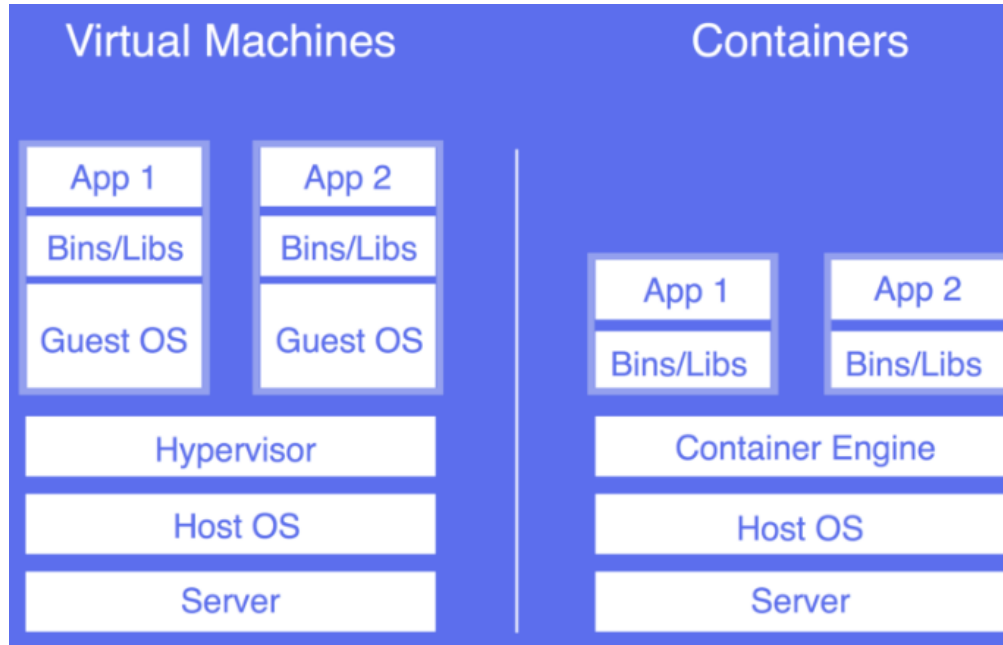 Virtual Machines
Containers
App 1
App 2
Bins/Libs
Bins/Libs
Guest OS
Guest OS
Hypervisor
Host OS
Server
App 1
App 2
Bins/Libs
Bins/Libs
Container Engine
Host OS
Server